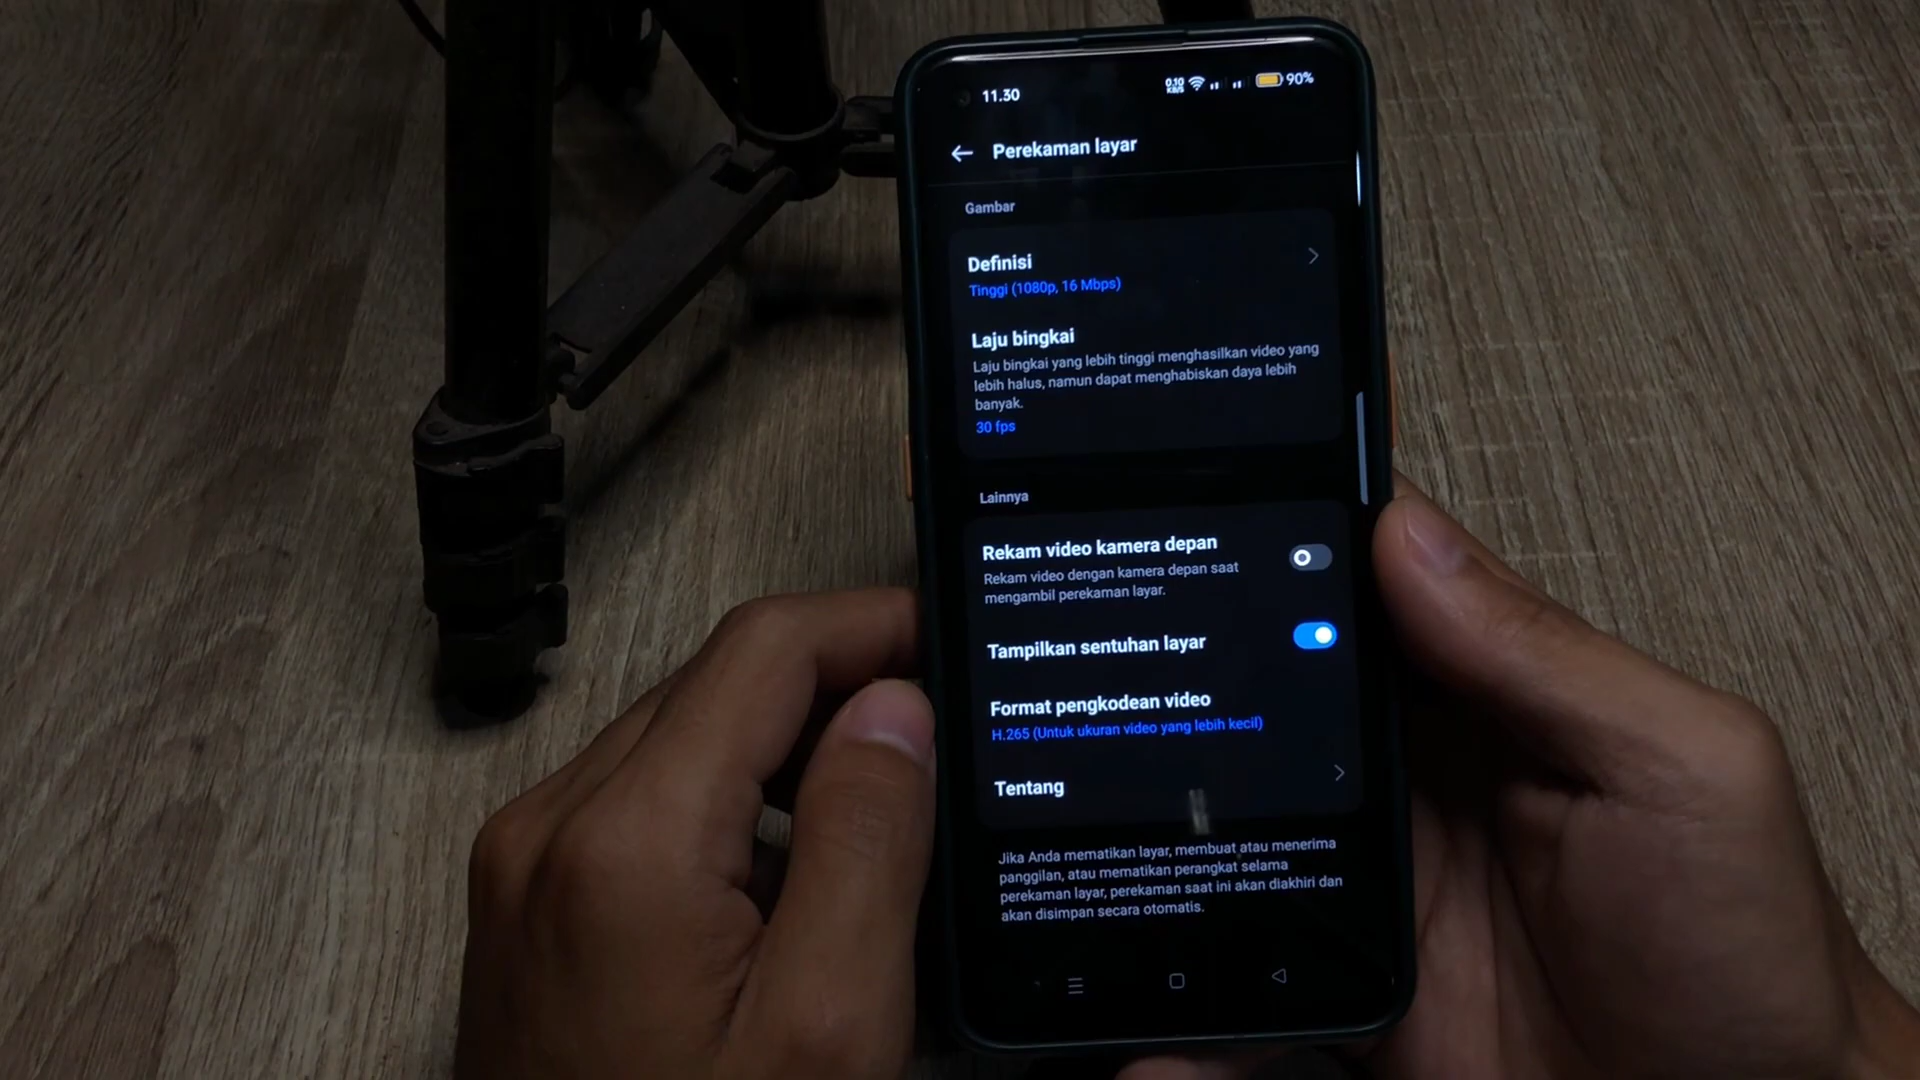 11.30
0.10 KB/S
90%
Perekaman layar
Gambar
Definisi
Tinggi (1080p, 16 Mbps)
Laju bingkai
Laju bingkai yang lebih tinggi menghasilkan video yang
lebih halus, namun dapat menghabiskan daya lebih
banyak.
30 fps
Lainnya
Rekam video kamera depan
Rekam video dengan kamera depan saat
mengambil perekaman layar.
Tampilkan sentuhan layar
Format pengkodean video
H.265 (Untuk ukuran video yang lebih kecil)
Tentang
Jika Anda mematikan layar, membuat atau menerima
panggilan, atau mematikan perangkat selama
perekaman layar, perekaman saat ini akan diakhiri dan
akan disimpan secara otomatis.